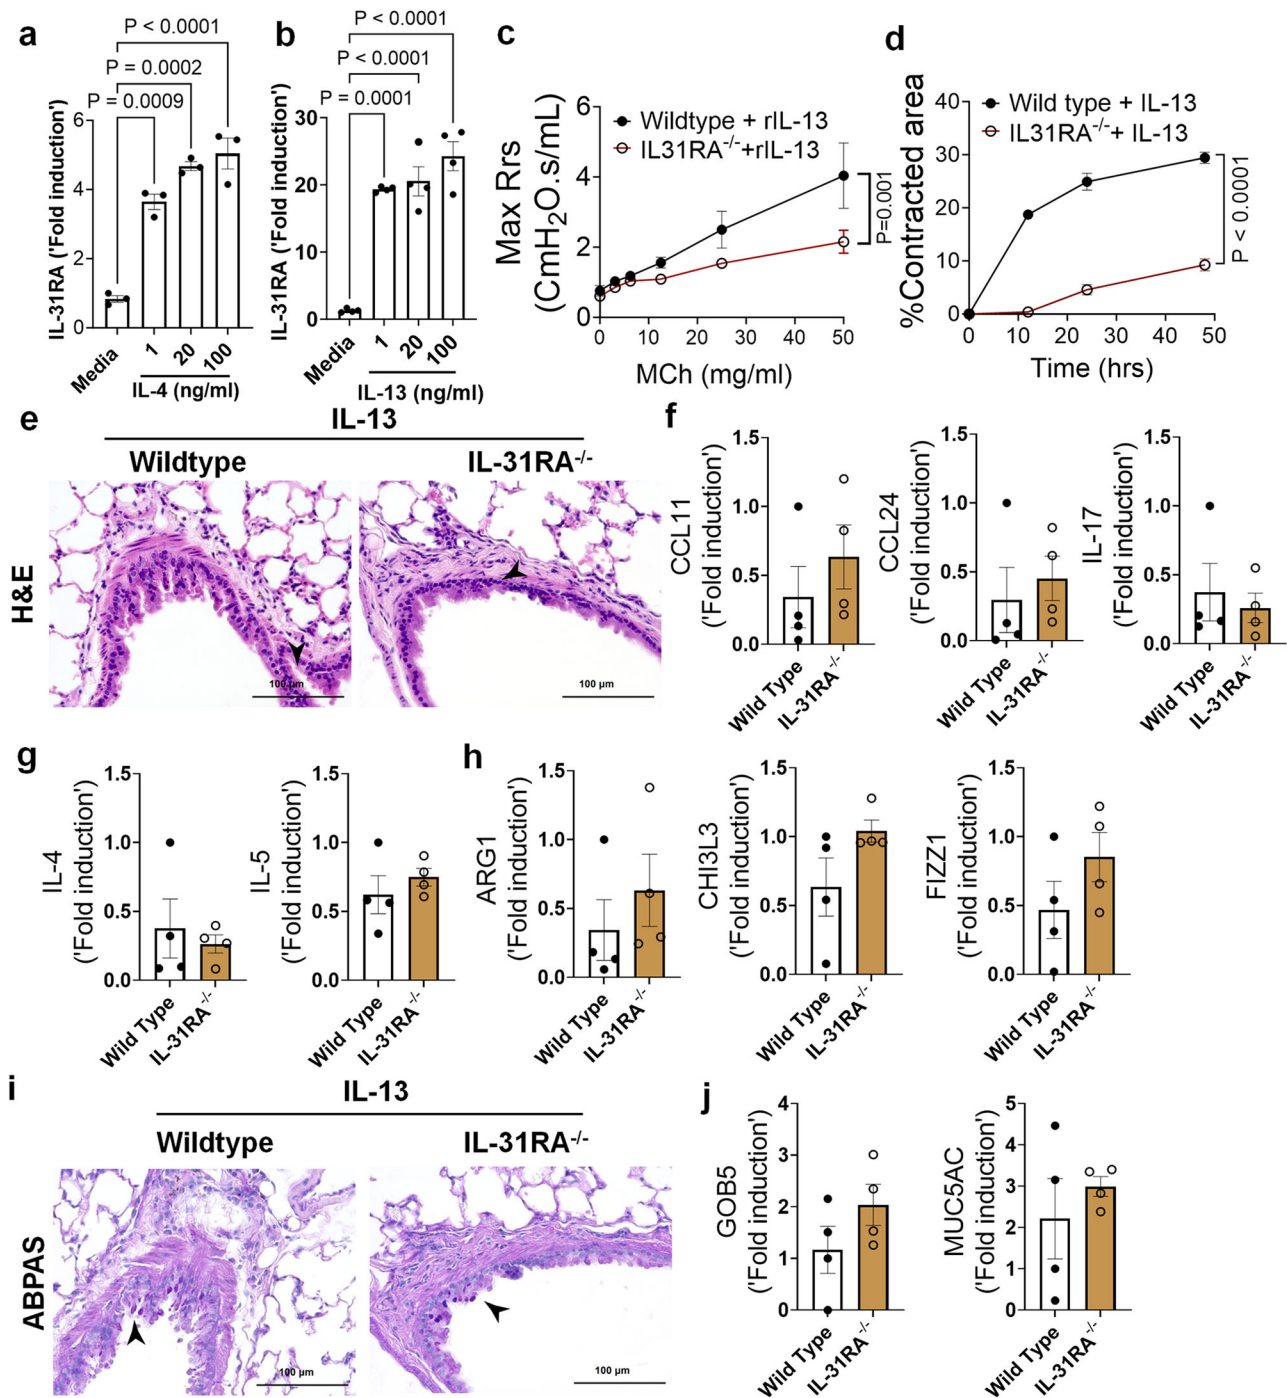 a
P < 0.0001
P = 0.0002
P = 0.0009
IL-31RA ('Fold induction')
6
4
2
0
Media
1
20
100
IL-4 (ng/ml)
b
P < 0.0001
P < 0.0001
P = 0.0001
IL-31RA ('Fold induction')
30
20
10
0
Media
1
20
100
IL-13 (ng/ml)
c
Max Rrs
(CmH₂O.s/mL)
6
4
2
0
Wildtype + rIL-13
IL31RA⁻/⁻+rIL-13
P=0.001
0 10 20 30 40 50
MCh (mg/ml)
d
%Contracted area
40
30
20
10
0
Wild type + IL-13
IL31RA⁻/⁻+ IL-13
P < 0.0001
0 10 20 30 40 50
Time (hrs)
e
IL-13
Wildtype
IL-31RA⁻/⁻
H&E
100 µm
100 µm
f
CCL11
('Fold induction')
1.5
1.0
0.5
0.0
Wild Type
IL-31RA⁻/⁻
CCL24
('Fold induction')
1.5
1.0
0.5
0.0
Wild Type
IL-31RA⁻/⁻
IL-17
('Fold induction')
1.5
1.0
0.5
0.0
Wild Type
IL-31RA⁻/⁻
g
IL-4
('Fold induction')
1.5
1.0
0.5
0.0
Wild Type
IL-31RA⁻/⁻
IL-5
('Fold induction')
1.5
1.0
0.5
0.0
Wild Type
IL-31RA⁻/⁻
h
ARG1
('Fold induction')
1.5
1.0
0.5
0.0
Wild Type
IL-31RA⁻/⁻
CHI3L3
('Fold induction')
1.5
1.0
0.5
0.0
Wild Type
IL-31RA⁻/⁻
FIZZ1
('Fold induction')
1.5
1.0
0.5
0.0
Wild Type
IL-31RA⁻/⁻
i
IL-13
Wildtype
IL-31RA⁻/⁻
ABPAS
100 µm
100 µm
j
GOB5
('Fold induction')
4
3
2
1
0
Wild Type
IL-31RA⁻/⁻
MUC5AC
('Fold induction')
5
4
3
2
1
0
Wild Type
IL-31RA⁻/⁻